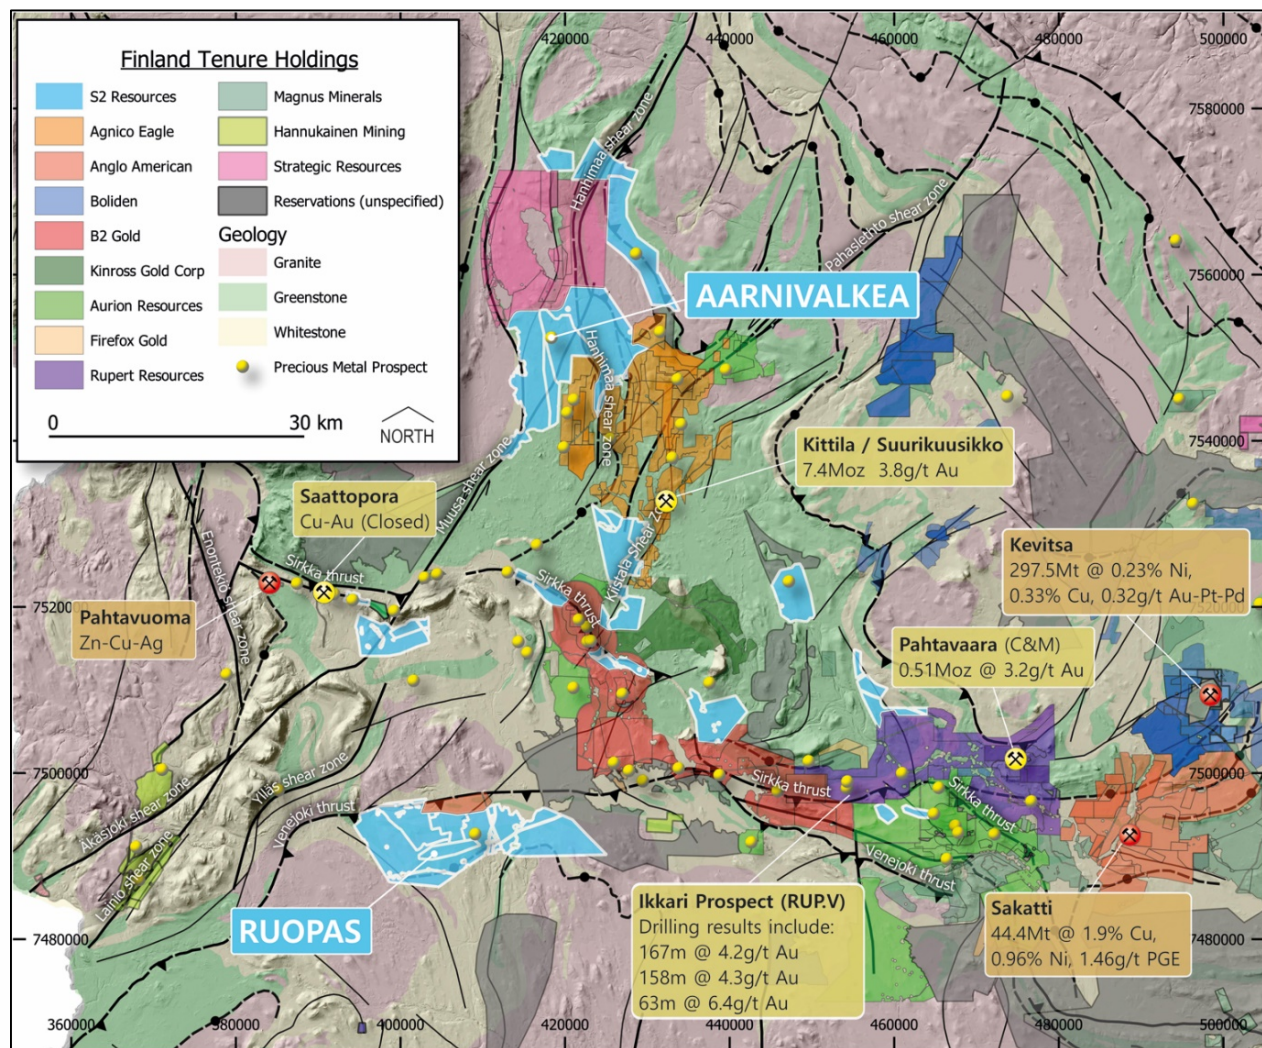 Finland Tenure Holdings
S2 Resources
Agnico Eagle
Anglo American
Boliden
B2 Gold
Kinross Gold Corp
Aurion Resources
Firefox Gold
Rupert Resources
Magnus Minerals
Hannukainen Mining
Strategic Resources
Reservations (unspecified)
Geology
Granite
Greenstone
Whitestone
Precious Metal Prospect
0 30 km
NORTH
420000 440000 460000 480000 500000
7580000
Hanhimaa shear zone
Pahaslehto shear zone
7560000
AARNIVALKEA
Hanhimaa shear zone
Kittila / Suurikuusikko
7.4Moz 3.8g/t Au
7540000
Muusa shear zone
Saattopora
Cu-Au (Closed)
Enontekiö shear zone
Sirkka thrust
Kiistala Shear Zone
Sirkka thrust
Kevitsa
297.5Mt @ 0.23% Ni,
0.33% Cu, 0.32g/t Au-Pt-Pd
7520000
7520000
Pahtavuoma
Zn-Cu-Ag
Pahtavaara (C&M)
0.51Moz @ 3.2g/t Au
7500000
7500000
Äkäsjoki shear zone
Ylläs shear zone
Venejoki thrust
Lainio shear zone
Sirkka thrust
Sirkka thrust
Venejoki thrust
RUOPAS
Ikkari Prospect (RUP.V)
Drilling results include:
167m @ 4.2g/t Au
158m @ 4.3g/t Au
63m @ 6.4g/t Au
Sakatti
44.4Mt @ 1.9% Cu,
0.96% Ni, 1.46g/t PGE
7480000
7480000
360000 380000 400000 420000 440000 460000 480000 500000